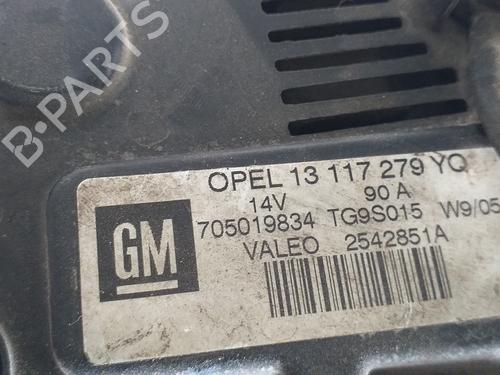 B-PARTS
OPEL 13 117 279 YQ
14V 90 A
705019834 TG9S015 W9/05
VALEO 2542851A
GM